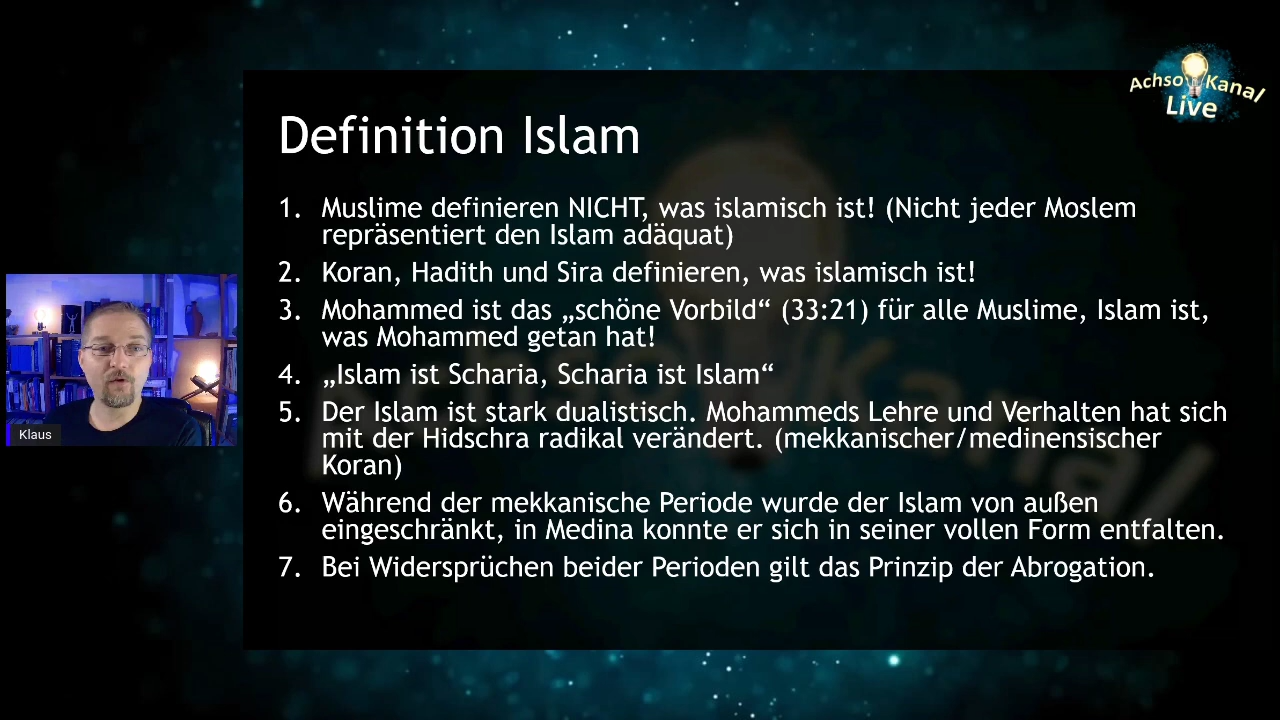 Achso Kanal
Live
Definition Islam
1. Muslime definieren NICHT, was islamisch ist! (Nicht jeder Moslem
repräsentiert den Islam adäquat)
2. Koran, Hadith und Sira definieren, was islamisch ist!
3. Mohammed ist das „schöne Vorbild“ (33:21) für alle Muslime, Islam ist,
was Mohammed getan hat!
4. „Islam ist Scharia, Scharia ist Islam“
5. Der Islam ist stark dualistisch. Mohammeds Lehre und Verhalten hat sich
mit der Hidschra radikal verändert. (mekkanischer/medinensischer
Koran)
6. Während der mekkanische Periode wurde der Islam von außen
eingeschränkt, in Medina konnte er sich in seiner vollen Form entfalten.
7. Bei Widersprüchen beider Perioden gilt das Prinzip der Abrogation.
Klaus